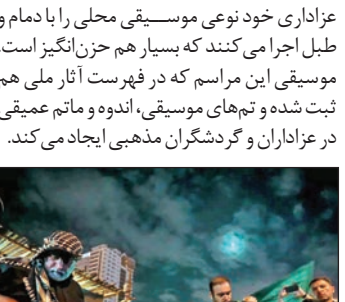 عزاداری خود نوعی موسیقی محلی را با دمام و
طبل اجرا می‌کنند که بسیار هم حزن‌انگیز است.
موسیقی این مراسم که در فهرست آثار ملی هم
ثبت شده و تم‌های موسیقی، اندوه و ماتم عمیقی
در عزاداران و گردشگران مذهبی ایجاد می‌کند.